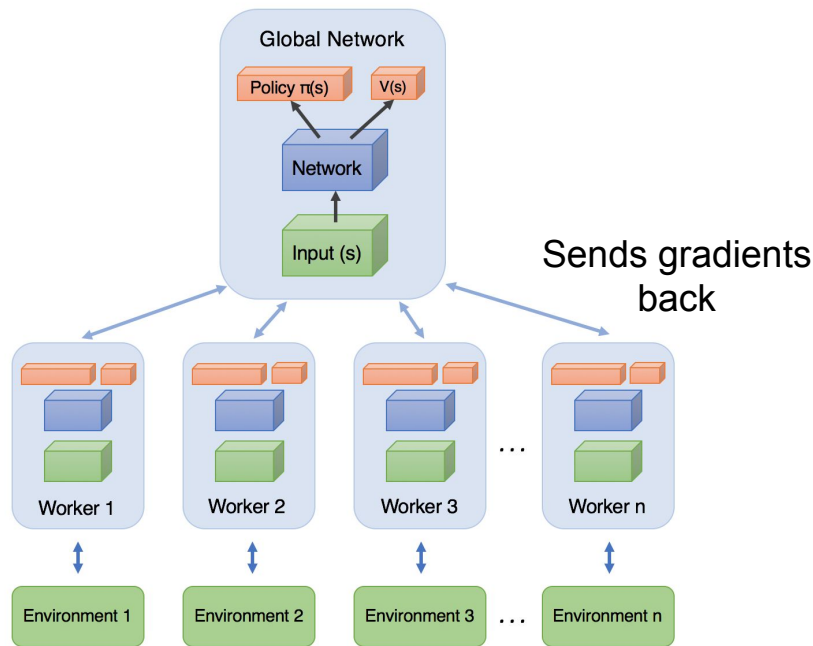 Global Network
Policy π(s)
V(s)
Network
Input (s)
Sends gradients
back
Worker 1
Worker 2
Worker 3
...
Worker n
Environment 1
Environment 2
Environment 3
...
Environment n